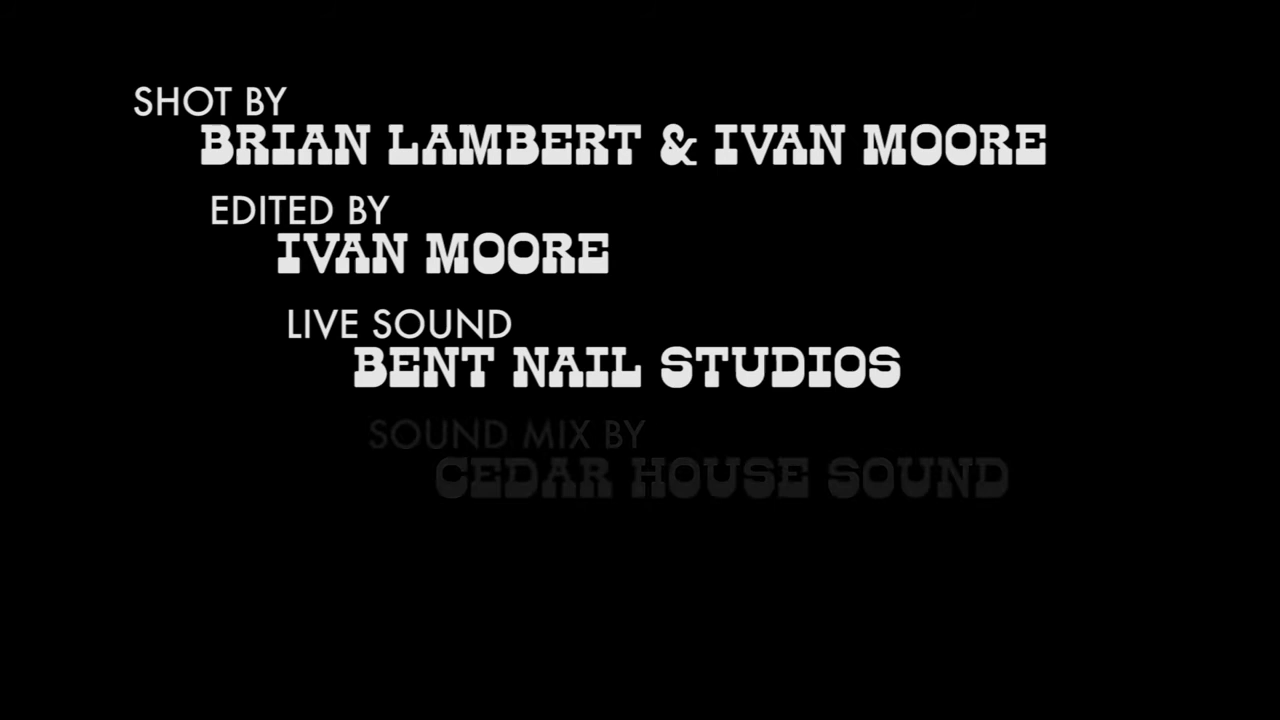 SHOT BY
BRIAN LAMBERT & IVAN MOORE
EDITED BY
IVAN MOORE
LIVE SOUND
BENT NAIL STUDIOS
SOUND MIX BY
CEDAR HOUSE SOUND